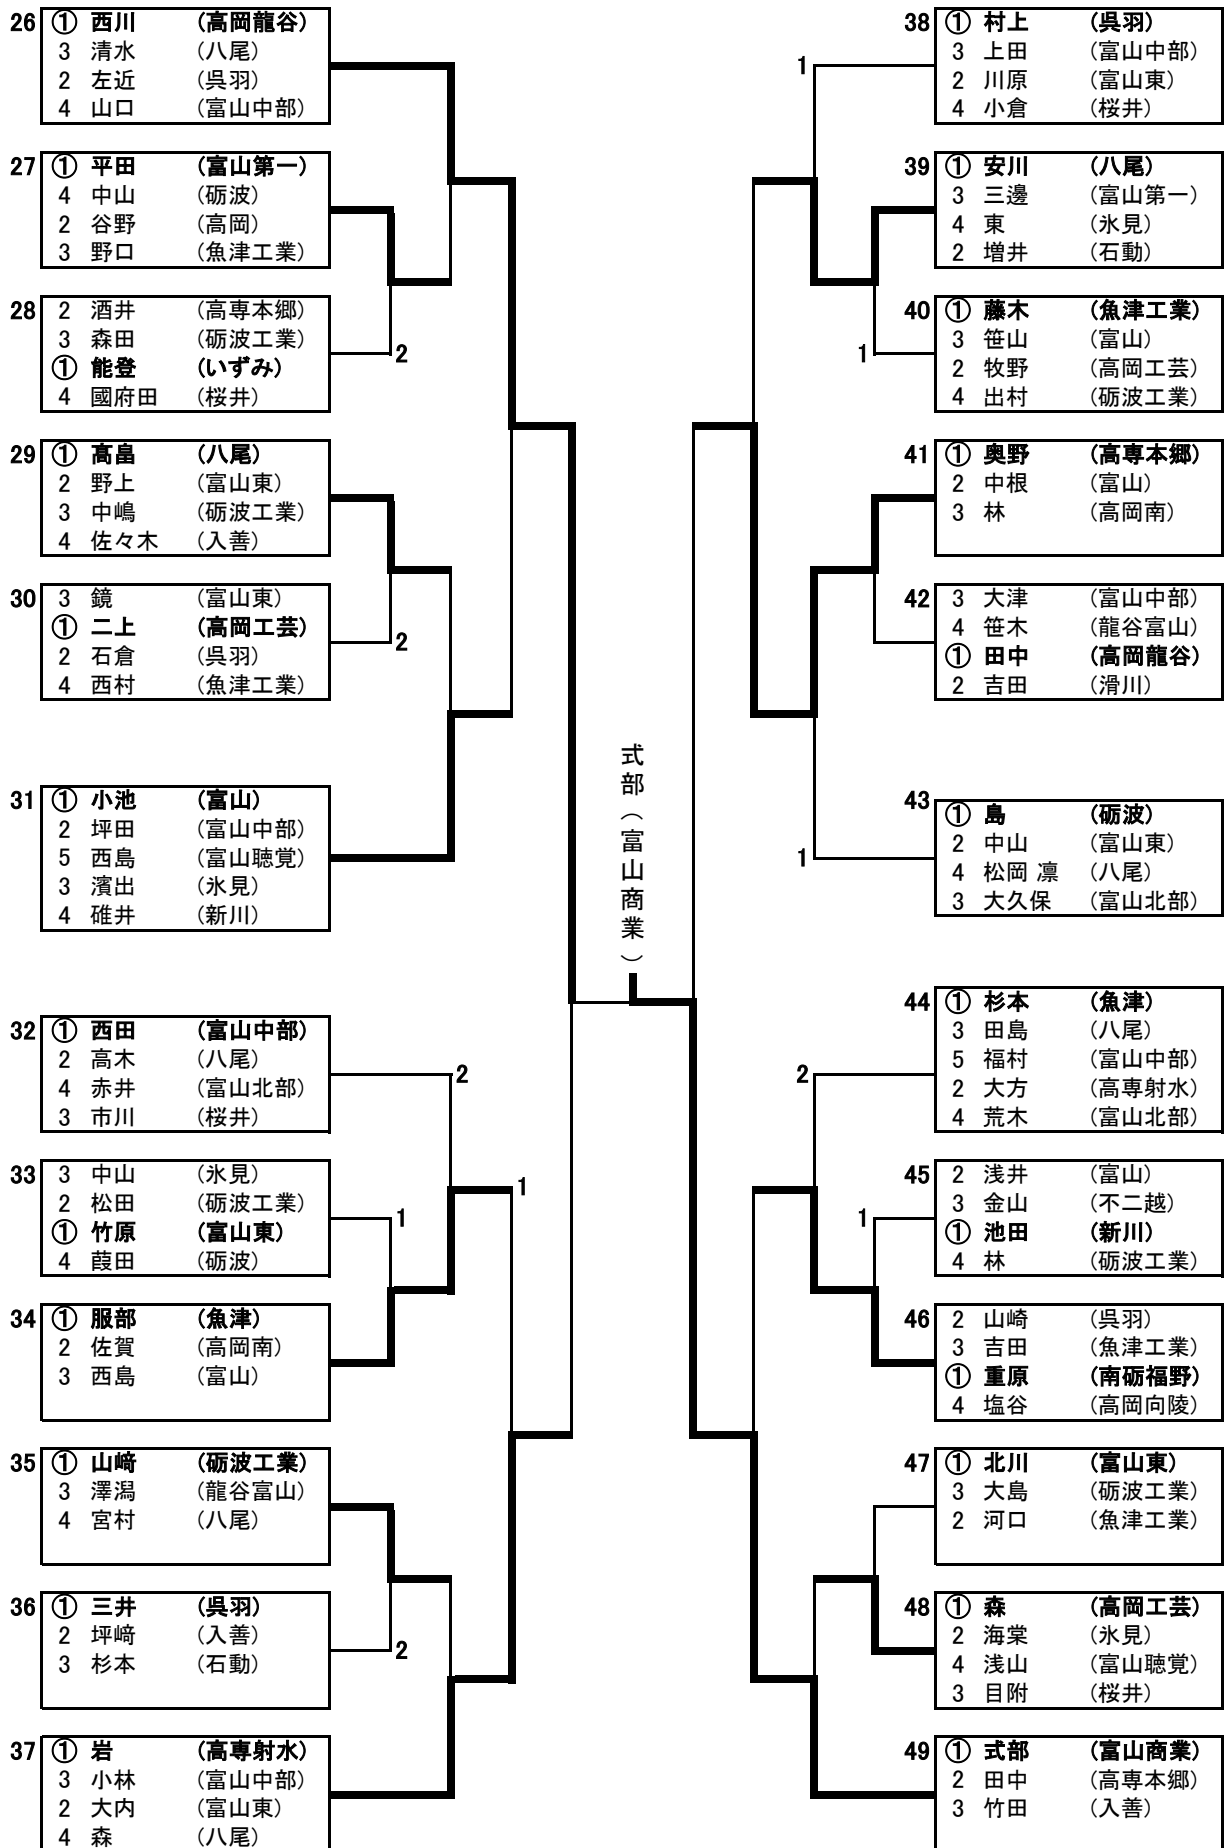 26
① 西川 (高岡龍谷)
3 清水 (八尾)
2 左近 (呉羽)
4 山口 (富山中部)
27
① 平田 (富山第一)
4 中山 (砺波)
2 谷野 (高岡)
3 野口 (魚津工業)
28
2 酒井 (高専本郷)
3 森田 (砺波工業)
① 能登 (いずみ)
4 國府田 (桜井)
2
29
① 髙畠 (八尾)
2 野上 (富山東)
3 中嶋 (砺波工業)
4 佐々木 (入善)
30
3 鏡 (富山東)
① 二上 (高岡工芸)
2 石倉 (呉羽)
4 西村 (魚津工業)
2
31
① 小池 (富山)
2 坪田 (富山中部)
5 西島 (富山聴覚)
3 濱出 (氷見)
4 碓井 (新川)
32
① 西田 (富山中部)
2 高木 (八尾)
4 赤井 (富山北部)
3 市川 (桜井)
2
33
3 中山 (氷見)
2 松田 (砺波工業)
① 竹原 (富山東)
4 葭田 (砺波)
1
1
34
① 服部 (魚津)
2 佐賀 (高岡南)
3 西島 (富山)
35
① 山﨑 (砺波工業)
3 澤潟 (龍谷富山)
4 宮村 (八尾)
36
① 三井 (呉羽)
2 坪﨑 (入善)
3 杉本 (石動)
2
37
① 岩 (高専射水)
3 小林 (富山中部)
2 大内 (富山東)
4 森 (八尾)
式部(富山商業)
38
① 村上 (呉羽)
3 上田 (富山中部)
2 川原 (富山東)
4 小倉 (桜井)
1
39
① 安川 (八尾)
3 三邊 (富山第一)
4 東 (氷見)
2 増井 (石動)
40
① 藤木 (魚津工業)
3 笹山 (富山)
2 牧野 (高岡工芸)
4 出村 (砺波工業)
1
41
① 奥野 (高専本郷)
2 中根 (富山)
3 林 (高岡南)
42
3 大津 (富山中部)
4 笹木 (龍谷富山)
① 田中 (高岡龍谷)
2 吉田 (滑川)
43
① 島 (砺波)
2 中山 (富山東)
4 松岡 凛 (八尾)
3 大久保 (富山北部)
1
44
① 杉本 (魚津)
3 田島 (八尾)
5 福村 (富山中部)
2 大方 (高専射水)
4 荒木 (富山北部)
2
45
2 浅井 (富山)
3 金山 (不二越)
① 池田 (新川)
4 林 (砺波工業)
1
46
2 山崎 (呉羽)
3 吉田 (魚津工業)
① 重原 (南砺福野)
4 塩谷 (高岡向陵)
47
① 北川 (富山東)
3 大島 (砺波工業)
2 河口 (魚津工業)
48
① 森 (高岡工芸)
2 海棠 (氷見)
4 浅山 (富山聴覚)
3 目附 (桜井)
49
① 式部 (富山商業)
2 田中 (高専本郷)
3 竹田 (入善)